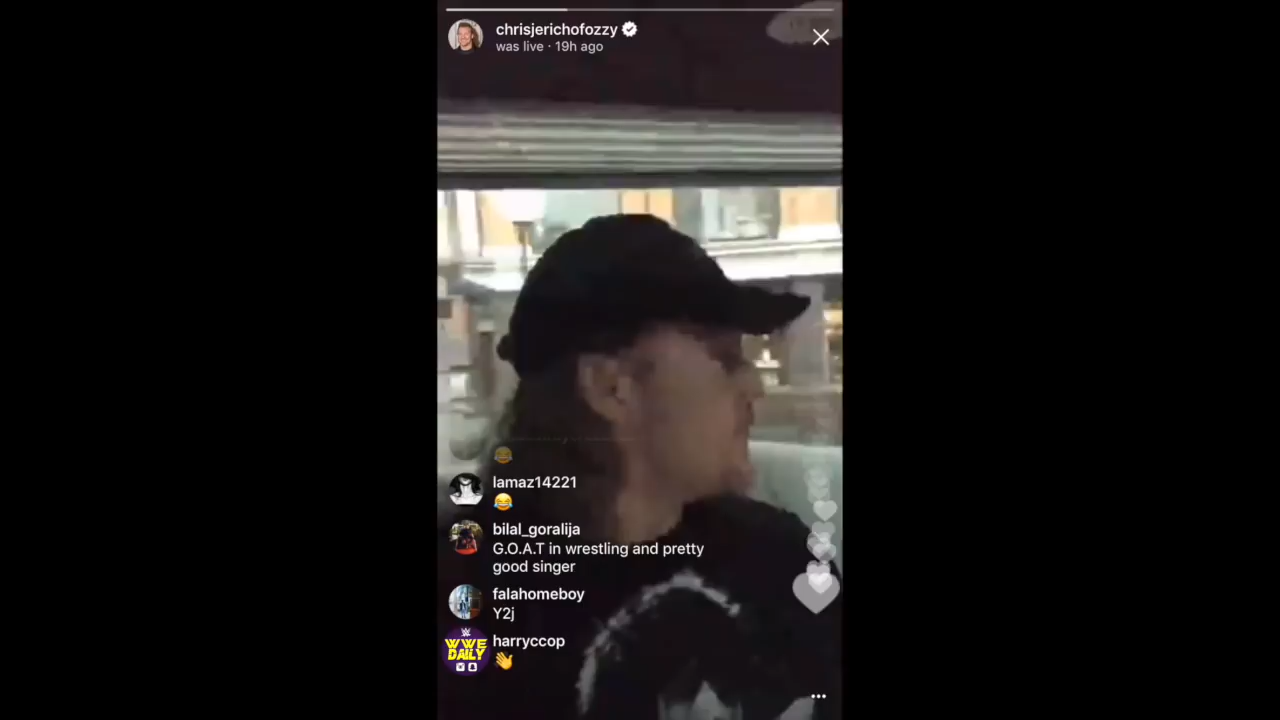 chrisjerichofozzy
was live · 19h ago
lamaz14221
😂
bilal_goralija
G.O.A.T in wrestling and pretty
good singer
falahomeboy
Y2j
harryccop
👋
WWE
DAILY